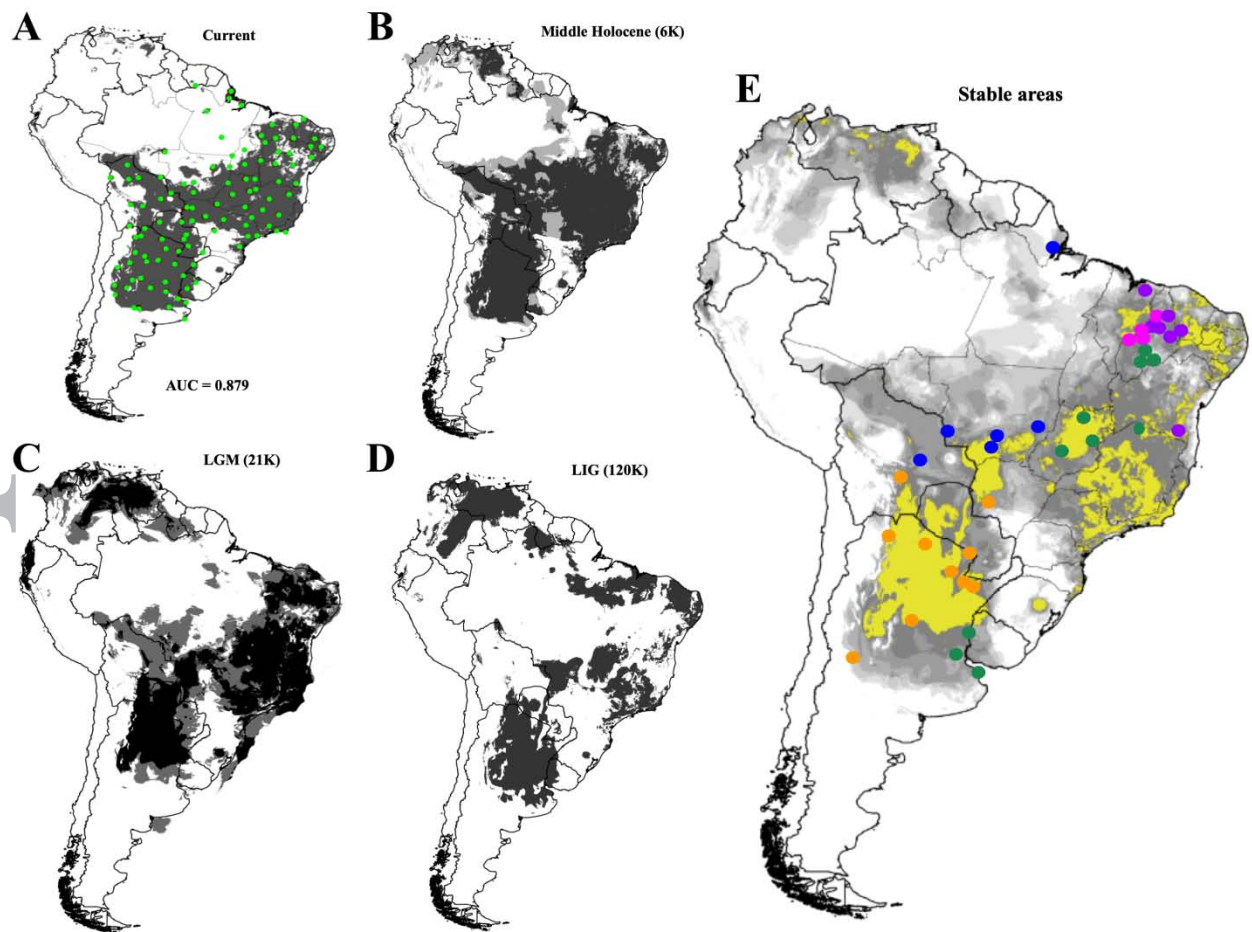 A
Current
AUC = 0.879
B
Middle Holocene (6K)
C
LGM (21K)
D
LIG (120K)
E
Stable areas